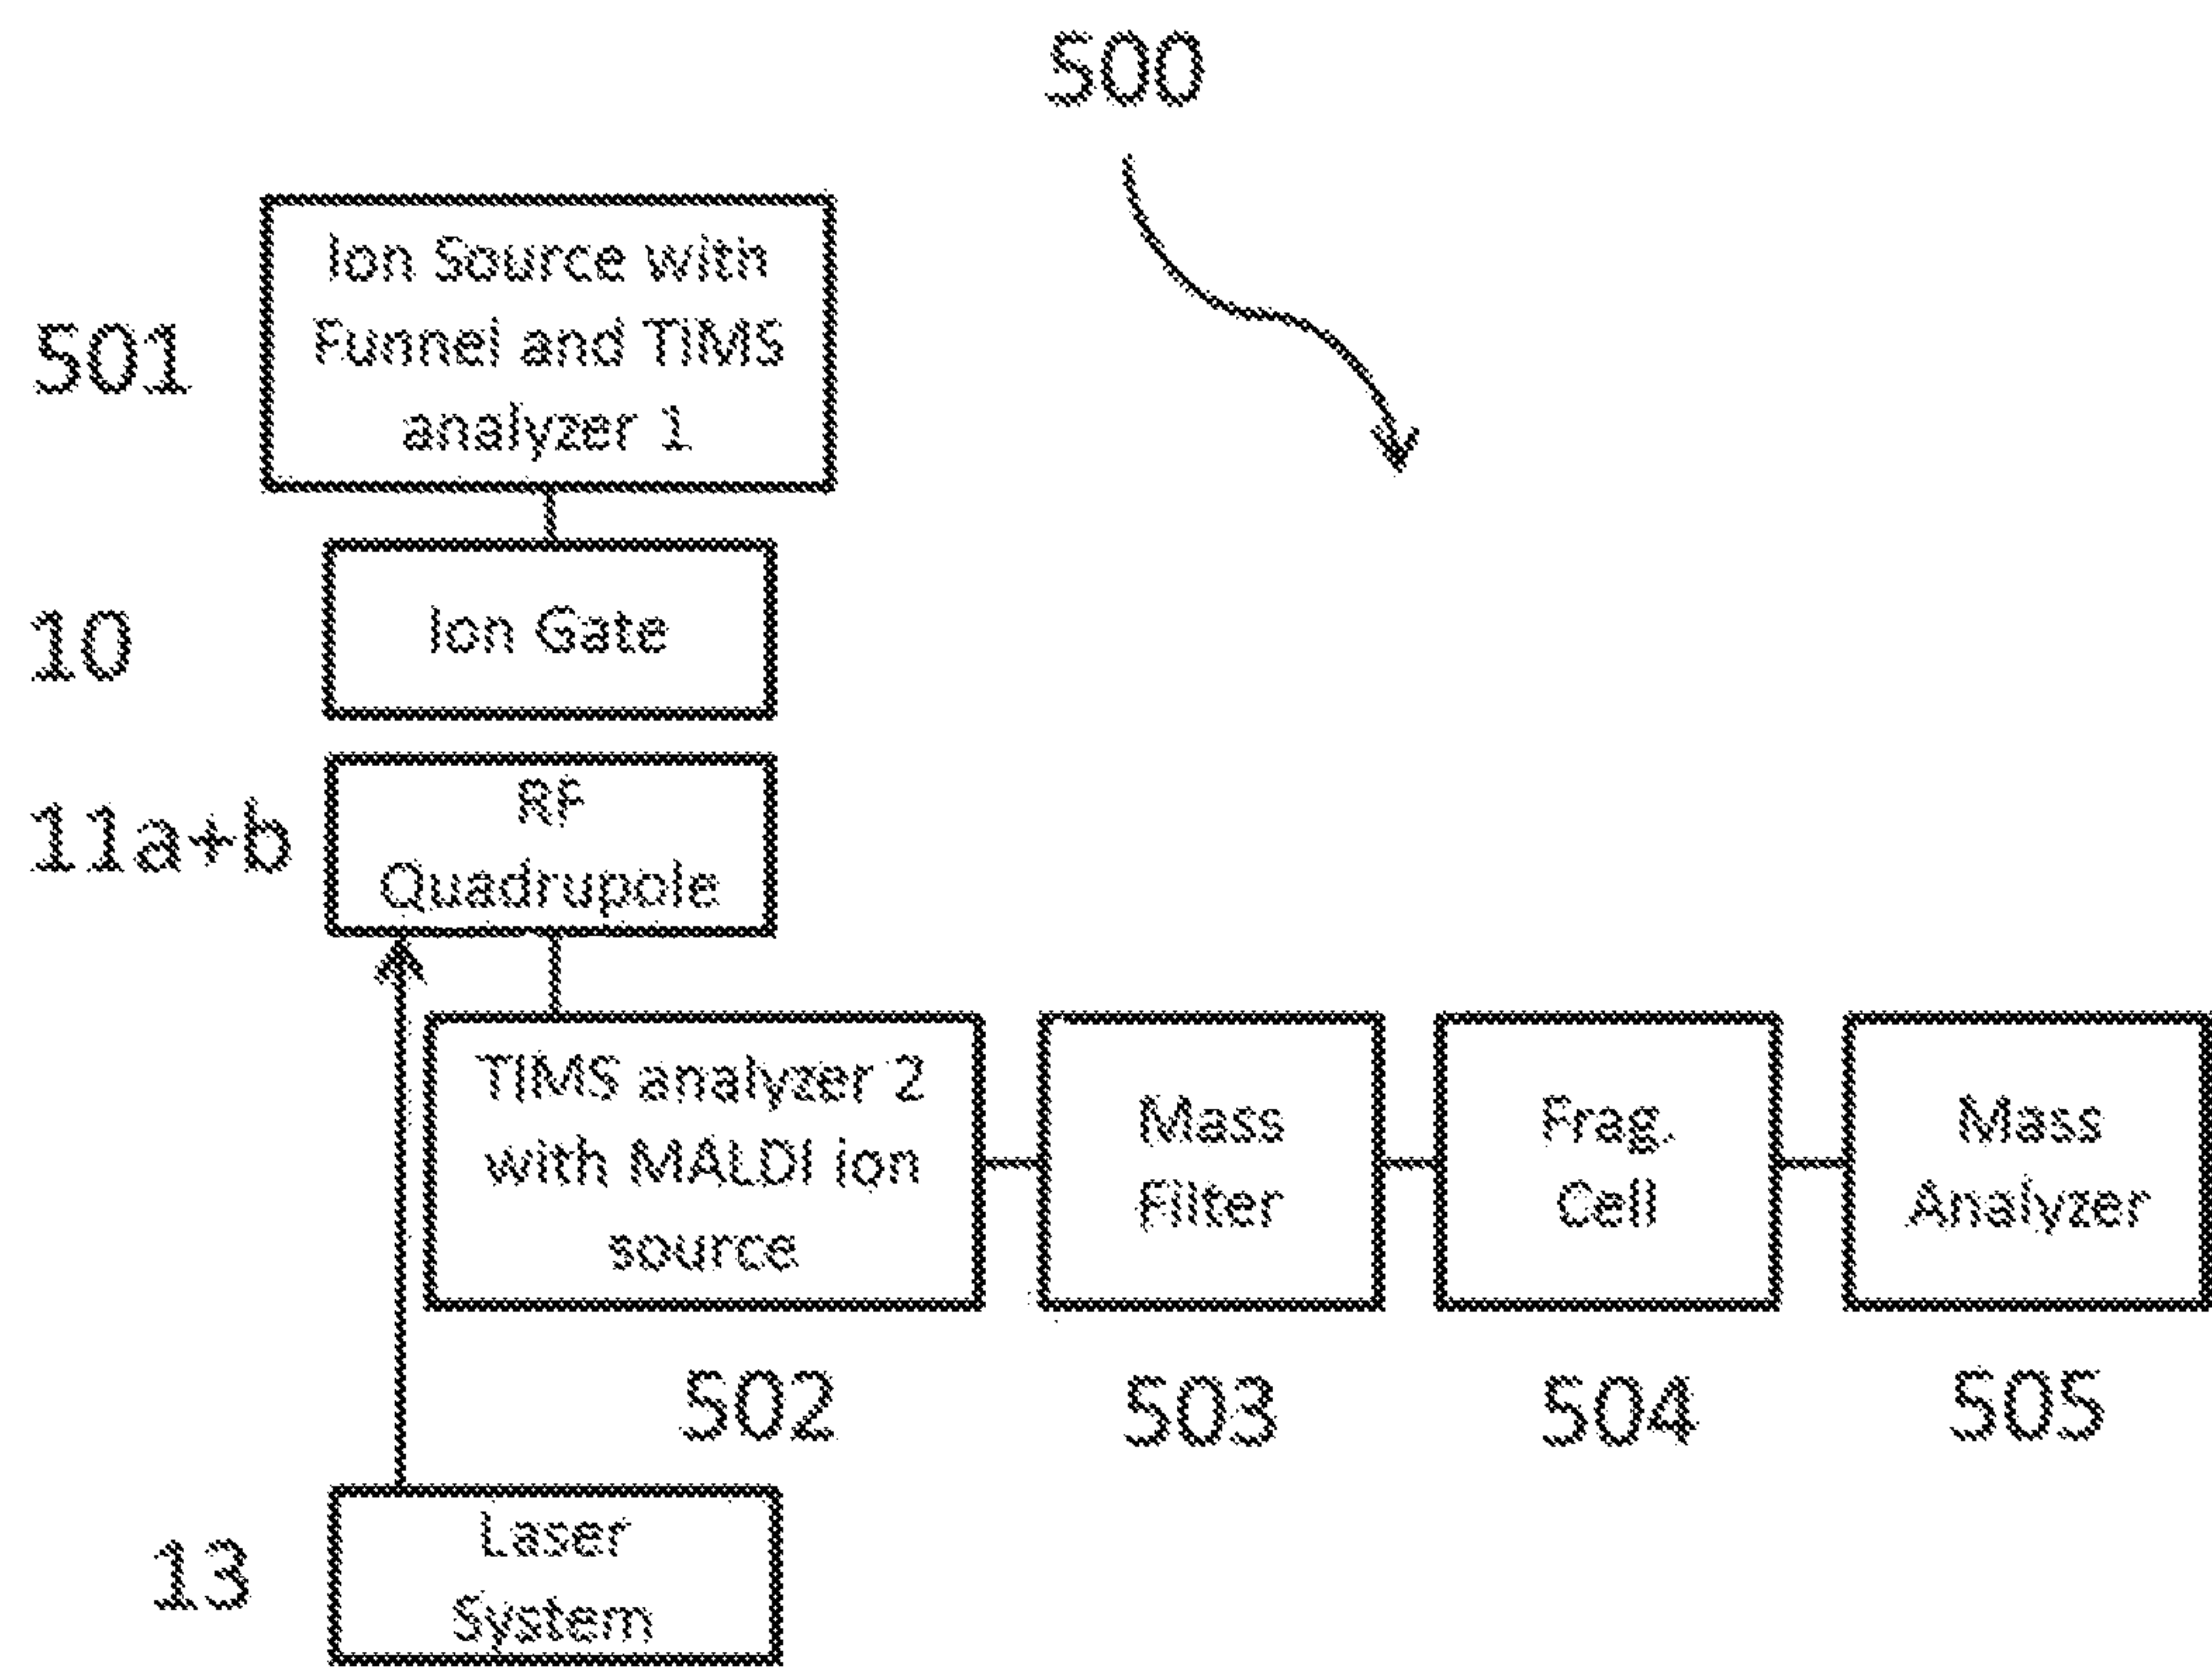 500
501
Ion Source with
Funnel and TIMS
analyzer 1
10
Ion Gate
11a+b
RF
Quadrupole
TIMS analyzer 2
with MALDI ion
source
Mass
Filter
Frag.
Cell
Mass
Analyzer
502
503
504
505
13
Laser
System